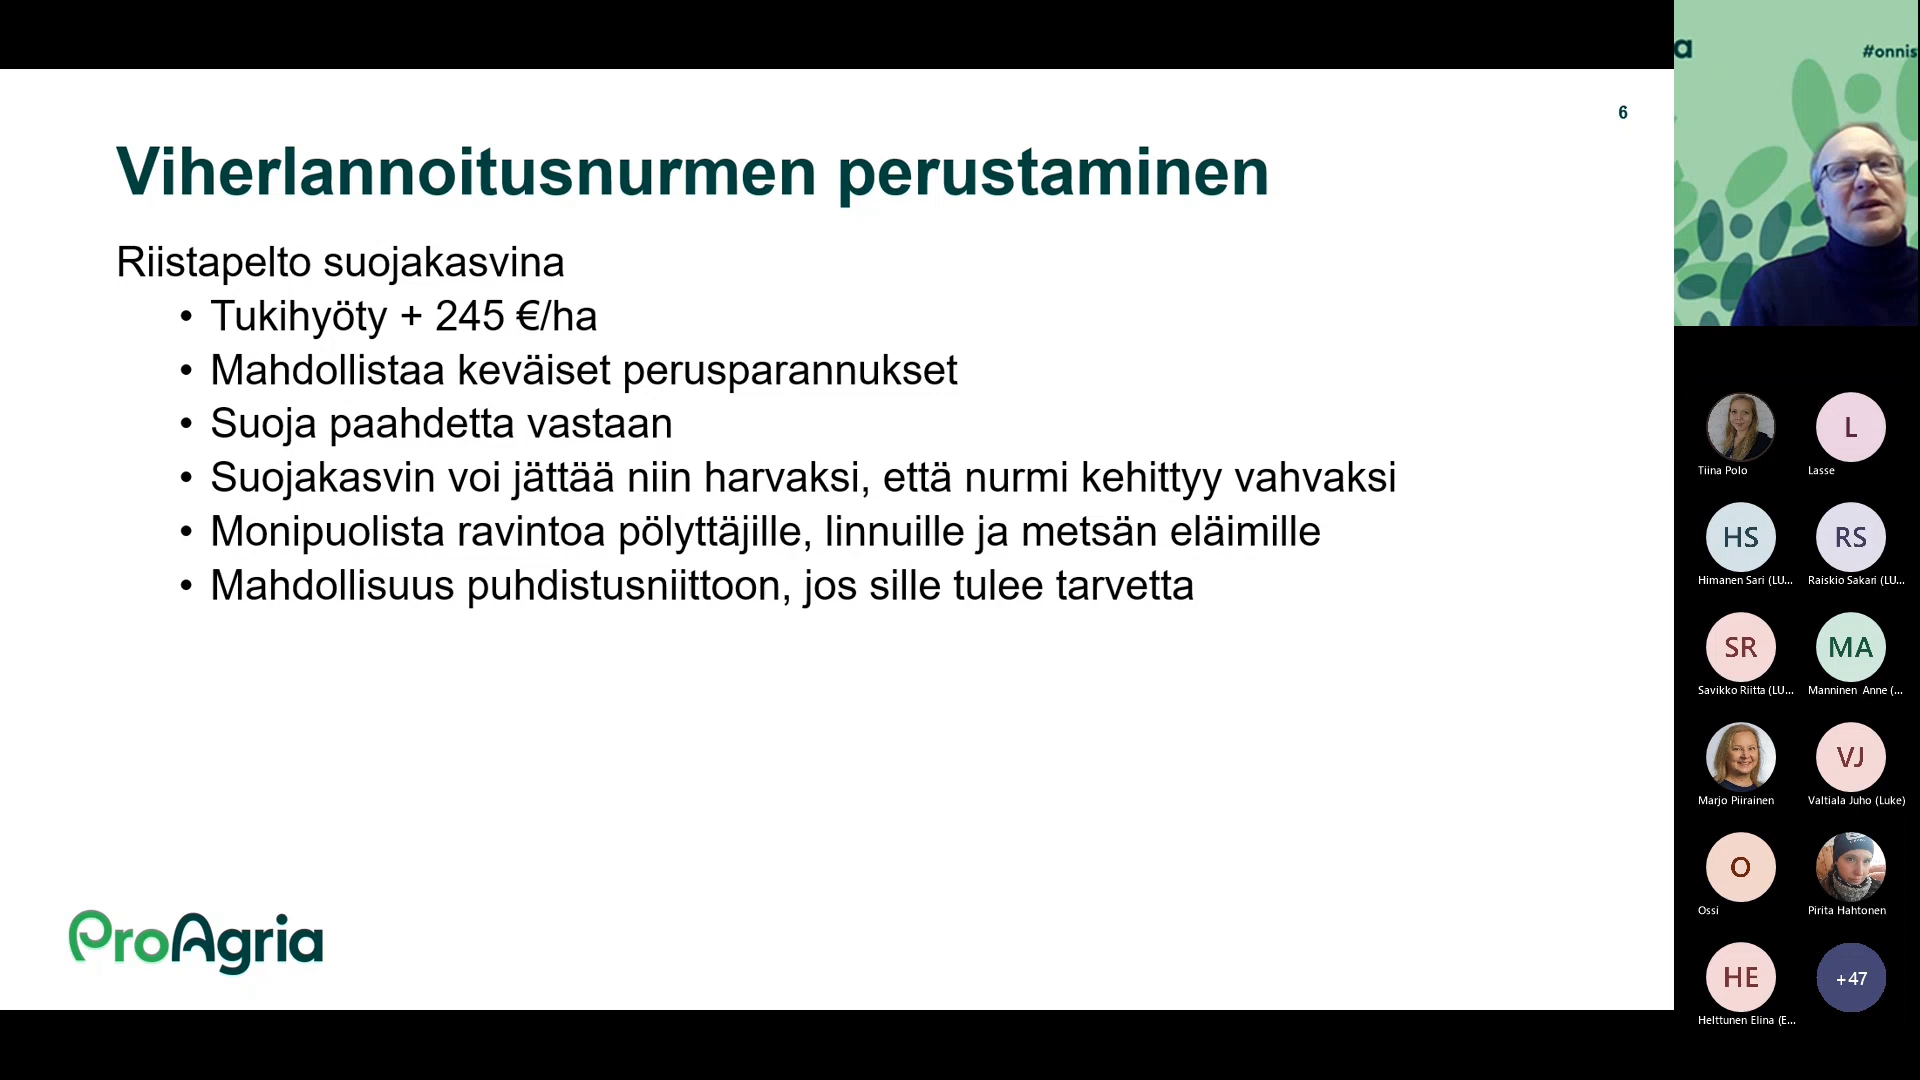 6
Viherlannoitusnurmen perustaminen
Riistapelto suojakasvina
• Tukihyöty + 245 €/ha
• Mahdollistaa keväiset perusparannukset
• Suoja paahdetta vastaan
• Suojakasvin voi jättää niin harvaksi, että nurmi kehittyy vahvaksi
• Monipuolista ravintoa pölyttäjille, linnuille ja metsän eläimille
• Mahdollisuus puhdistusniittoon, jos sille tulee tarvetta
ProAgria
a
#onnis
Tiina Polo
L
Lasse
HS
Himanen Sari (LU...
RS
Raiskio Sakari (LU...
SR
Savikko Riitta (LU...
MA
Manninen Anne (...
Marjo Piirainen
VJ
Valtiala Juho (Luke)
O
Ossi
Pirita Hahtonen
HE
Helttunen Elina (E...
+47